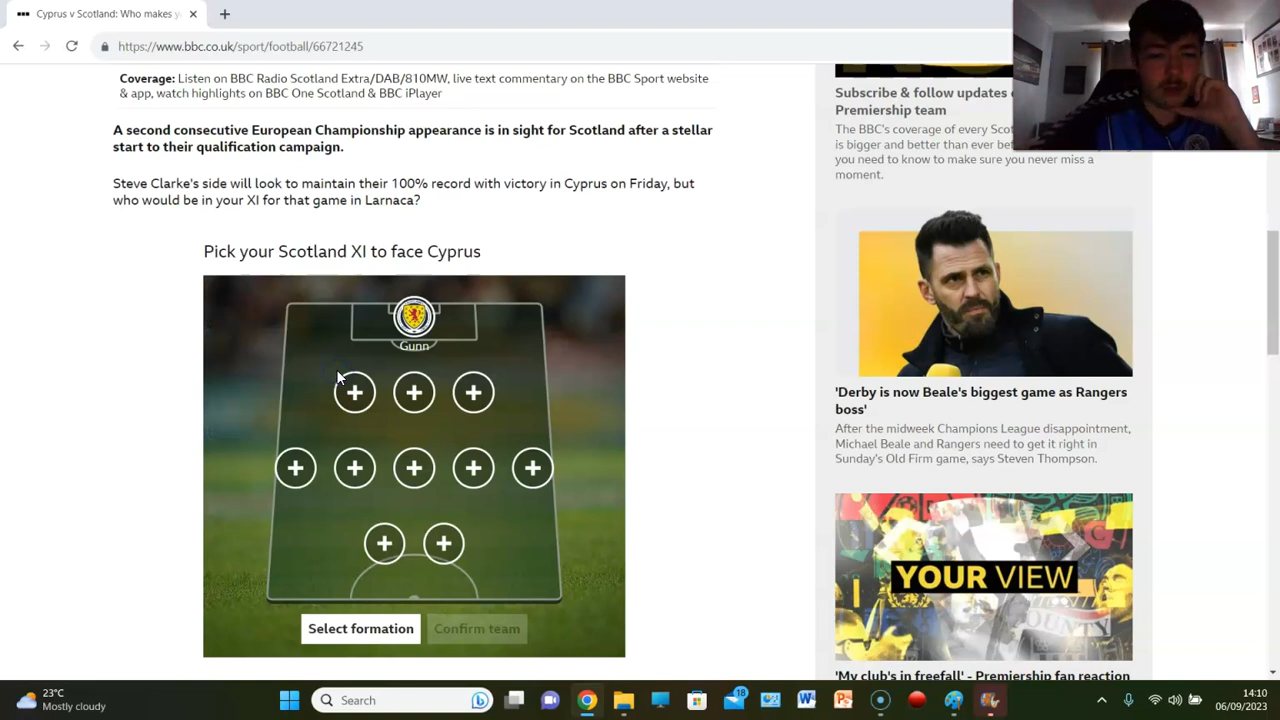 Cyprus v Scotland: Who makes y
https://www.bbc.co.uk/sport/football/66721245
Coverage: Listen on BBC Radio Scotland Extra/DAB/810MW, live text commentary on the BBC Sport website
& app, watch highlights on BBC One Scotland & BBC iPlayer
A second consecutive European Championship appearance is in sight for Scotland after a stellar
start to their qualification campaign.
Steve Clarke's side will look to maintain their 100% record with victory in Cyprus on Friday, but
who would be in your XI for that game in Larnaca?
Pick your Scotland XI to face Cyprus
Gunn
Select formation
Confirm team
Subscribe & follow updates
Premiership team
The BBC's coverage of every
is bigger and better than ever
you need to know to make sure you never miss a
moment.
'Derby is now Beale's biggest game as Rangers
boss'
After the midweek Champions League disappointment,
Michael Beale and Rangers need to get it right in
Sunday's Old Firm game, says Steven Thompson.
YOUR VIEW
COUNTY
'My club's in freefall' - Premiership fan reaction
23°C
Mostly cloudy
Search
18
14:10
06/09/2023